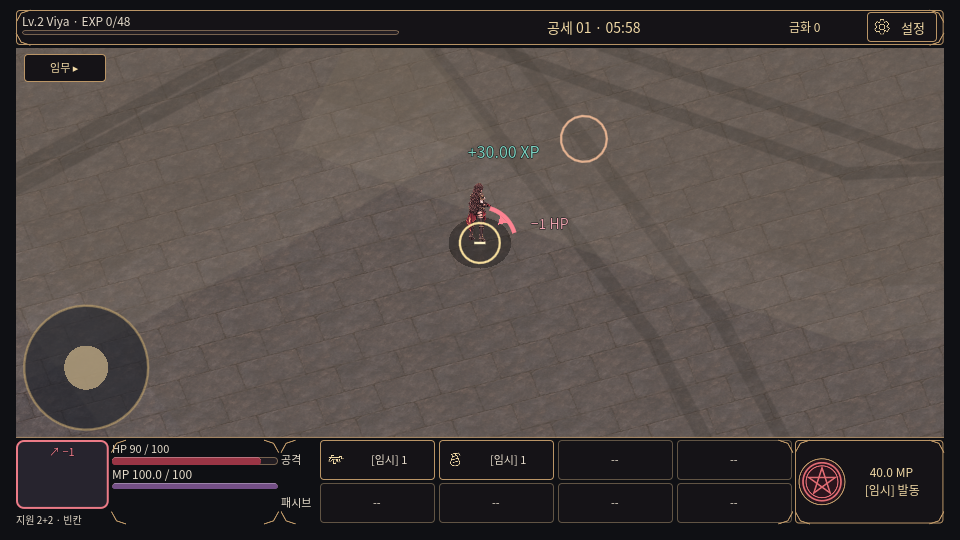 Lv.2 Viya · EXP 0/48
공세 01 · 05:58
금화 0
설정
임무 ▸
+30.00 XP
−1 HP
↗ −1
지원 2+2 · 빈칸
HP 90 / 100
MP 100.0 / 100
공격
패시브
[임시] 1
[임시] 1
--
--
--
--
--
--
40.0 MP
[임시] 발동